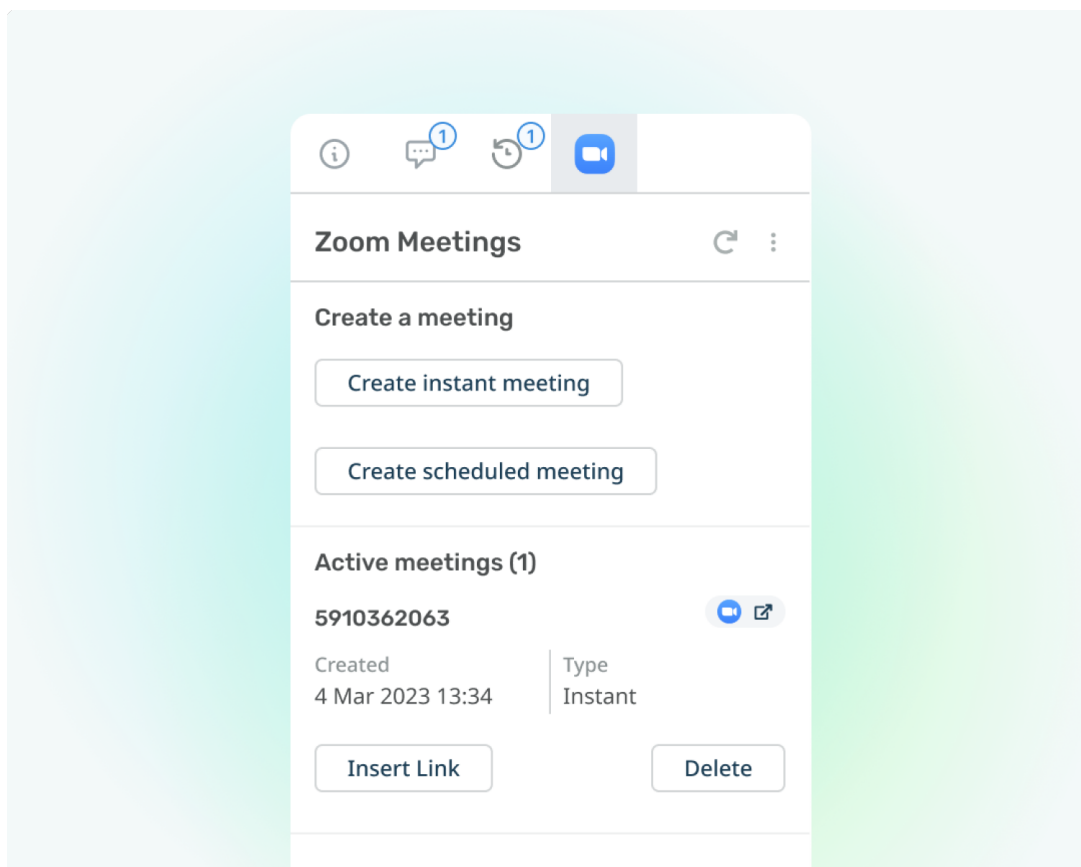 1 1
Zoom Meetings
Create a meeting
Create instant meeting
Create scheduled meeting
Active meetings (1)
5910362063
Created Type
4 Mar 2023 13:34 Instant
Insert Link Delete